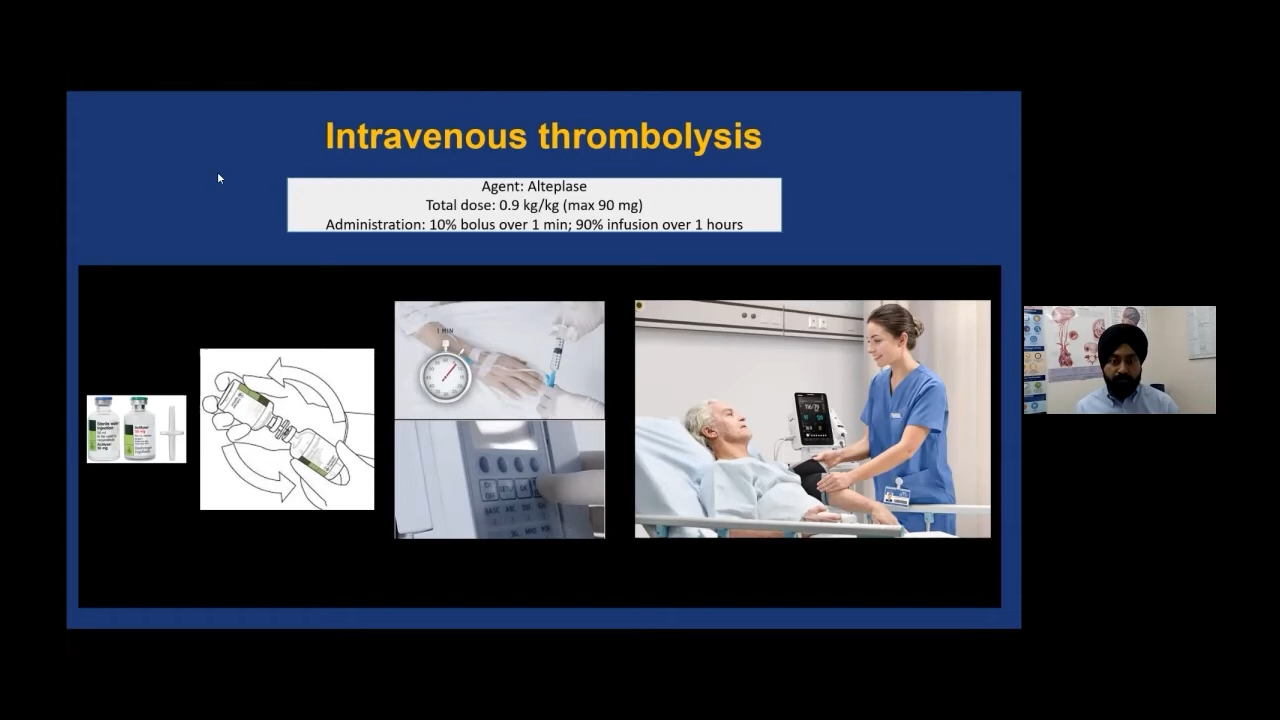 Intravenous thrombolysis
Agent: Alteplase
Total dose: 0.9 kg/kg (max 90 mg)
Administration: 10% bolus over 1 min; 90% infusion over 1 hours
1 MIN